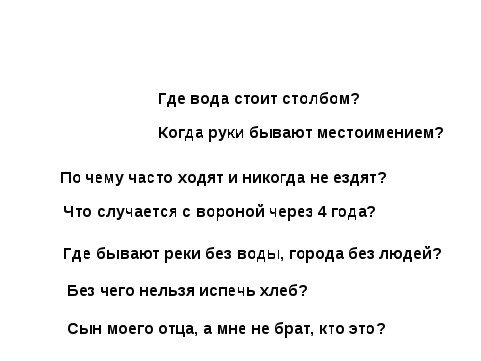 Где вода стоит столбом?
Когда руки бывают местоимением?
По чему часто ходят и никогда не ездят?
Что случается с вороной через 4 года?
Где бывают реки без воды, города без людей?
Без чего нельзя испечь хлеб?
Сын моего отца, а мне не брат, кто это?